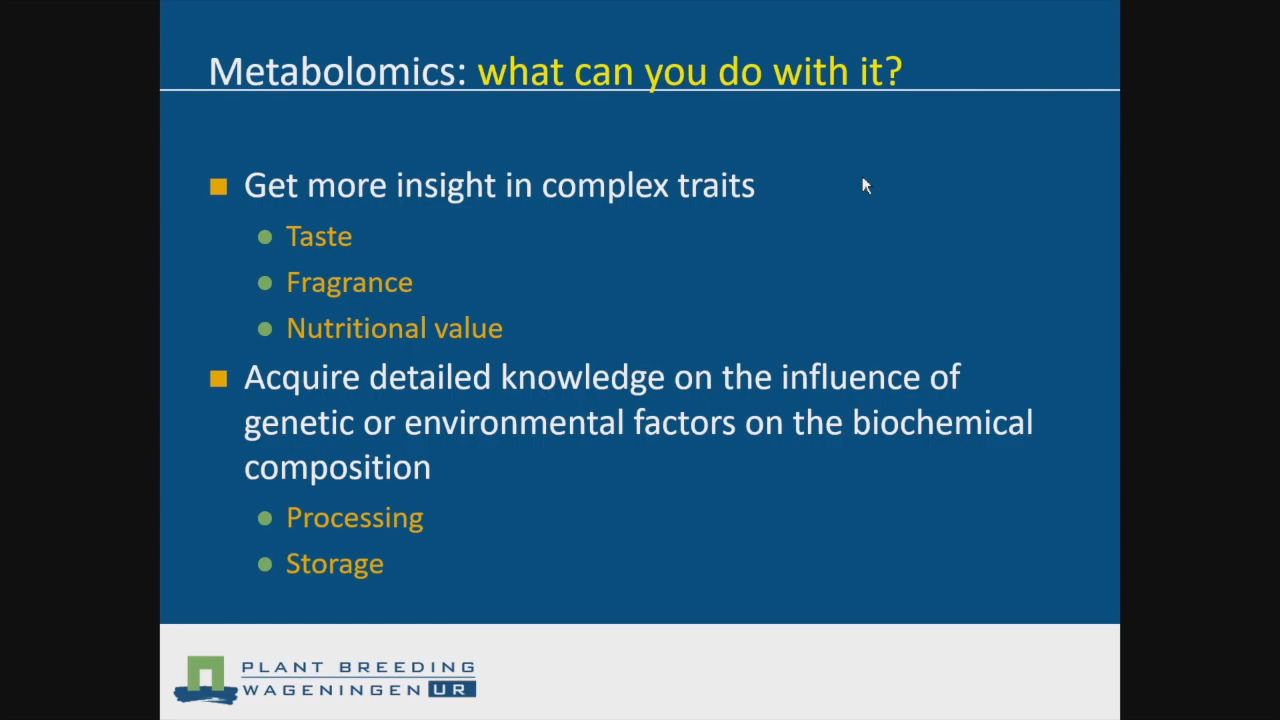 Metabolomics: what can you do with it?
Get more insight in complex traits
Taste
Fragrance
Nutritional value
Acquire detailed knowledge on the influence of
genetic or environmental factors on the biochemical
composition
Processing
Storage
PLANT BREEDING
WAGENINGEN UR